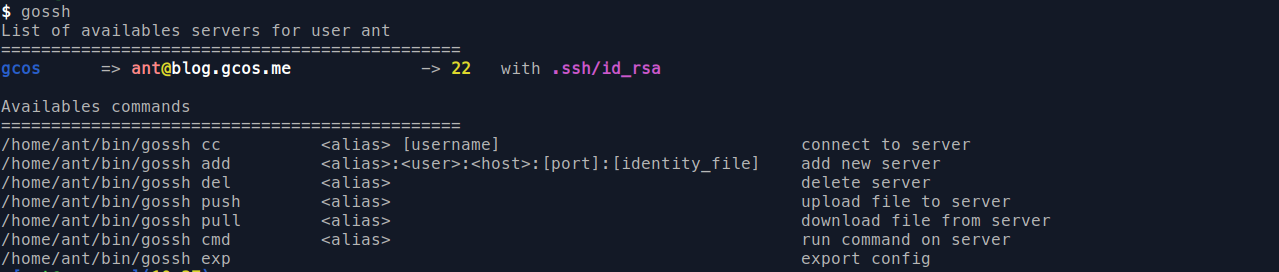 $ gossh
List of availables servers for user ant
==============================================
gcos      => ant@blog.gcos.me             -> 22   with .ssh/id_rsa
Availables commands
==============================================
/home/ant/bin/gossh cc          <alias> [username]                              connect to server
/home/ant/bin/gossh add         <alias>:<user>:<host>:[port]:[identity_file]    add new server
/home/ant/bin/gossh del         <alias>                                         delete server
/home/ant/bin/gossh push        <alias>                                         upload file to server
/home/ant/bin/gossh pull        <alias>                                         download file from server
/home/ant/bin/gossh cmd         <alias>                                         run command on server
/home/ant/bin/gossh exp                                                         export config